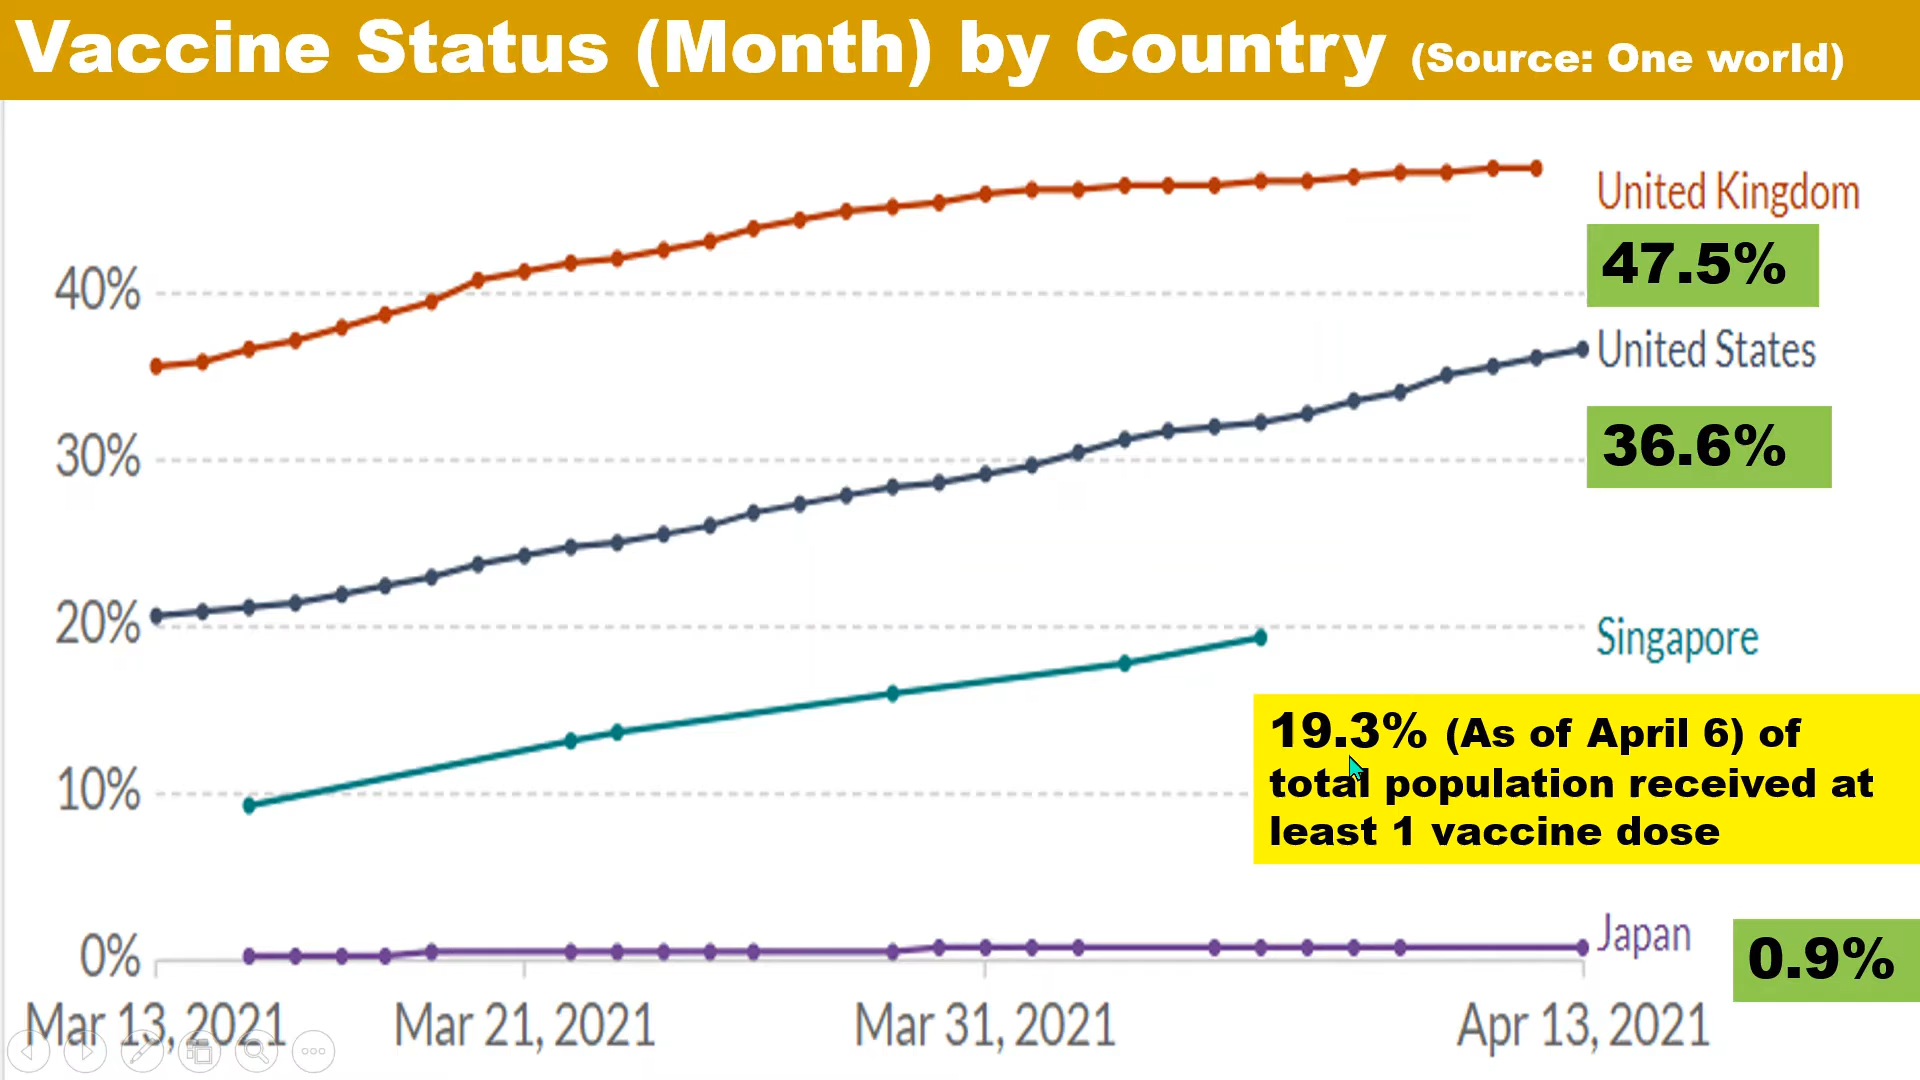 Vaccine Status (Month) by Country (Source: One world)
United Kingdom
47.5%
40%
United States
36.6%
30%
20%
Singapore
19.3% (As of April 6) of
total population received at
least 1 vaccine dose
10%
Japan
0.9%
0%
Mar 13, 2021
Mar 21, 2021
Mar 31, 2021
Apr 13, 2021